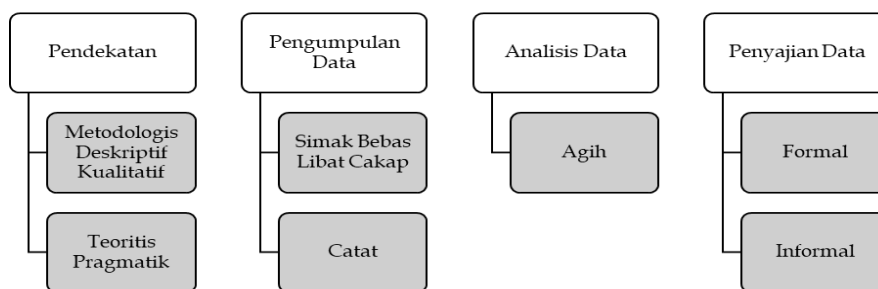 Pendekatan
Metodologis
Deskriptif
Kualitatif
Teoritis
Pragmatik
Pengumpulan
Data
Simak Bebas
Libat Cakap
Catat
Analisis Data
Agih
Penyajian Data
Formal
Informal